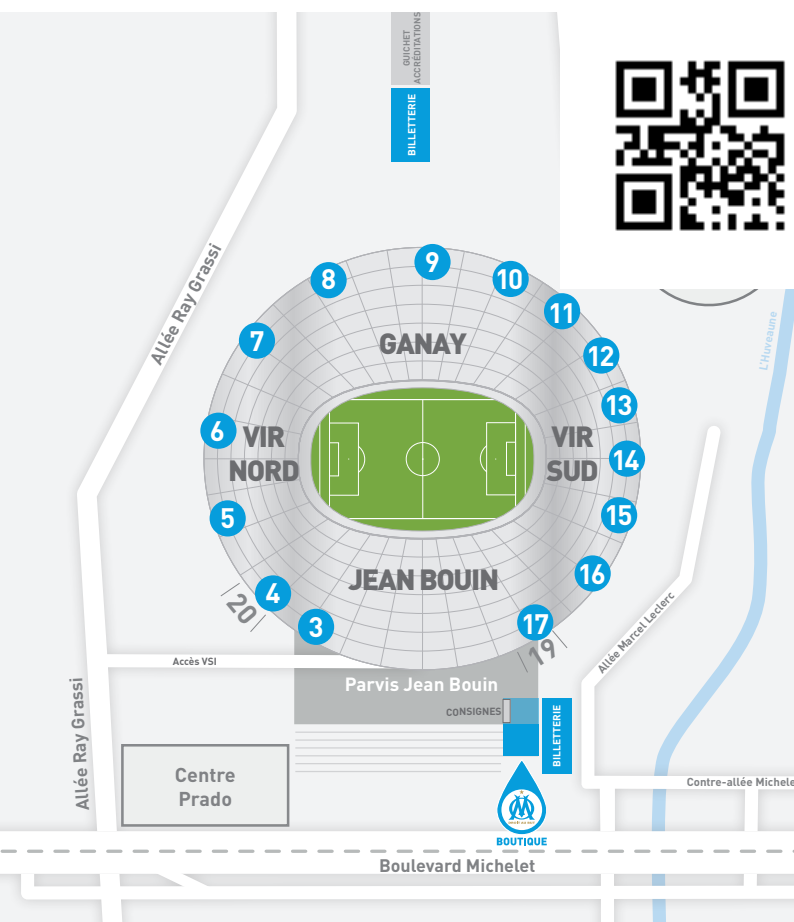 GUICHET
ACCRÉDITATIONS
BILLETTERIE
Allée Ray Grassi
8
9
10
11
7
GANAY
12
L'Huveaune
13
6
VIR
NORD
VIR
SUD
14
5
15
JEAN BOUIN
16
4
20
3
17
19
Allée Marcel Leclerc
Accès VSI
Parvis Jean Bouin
CONSIGNES
BILLETTERIE
Allée Ray Grassi
Centre
Prado
Contre-allée Michele
BOUTIQUE
Boulevard Michelet